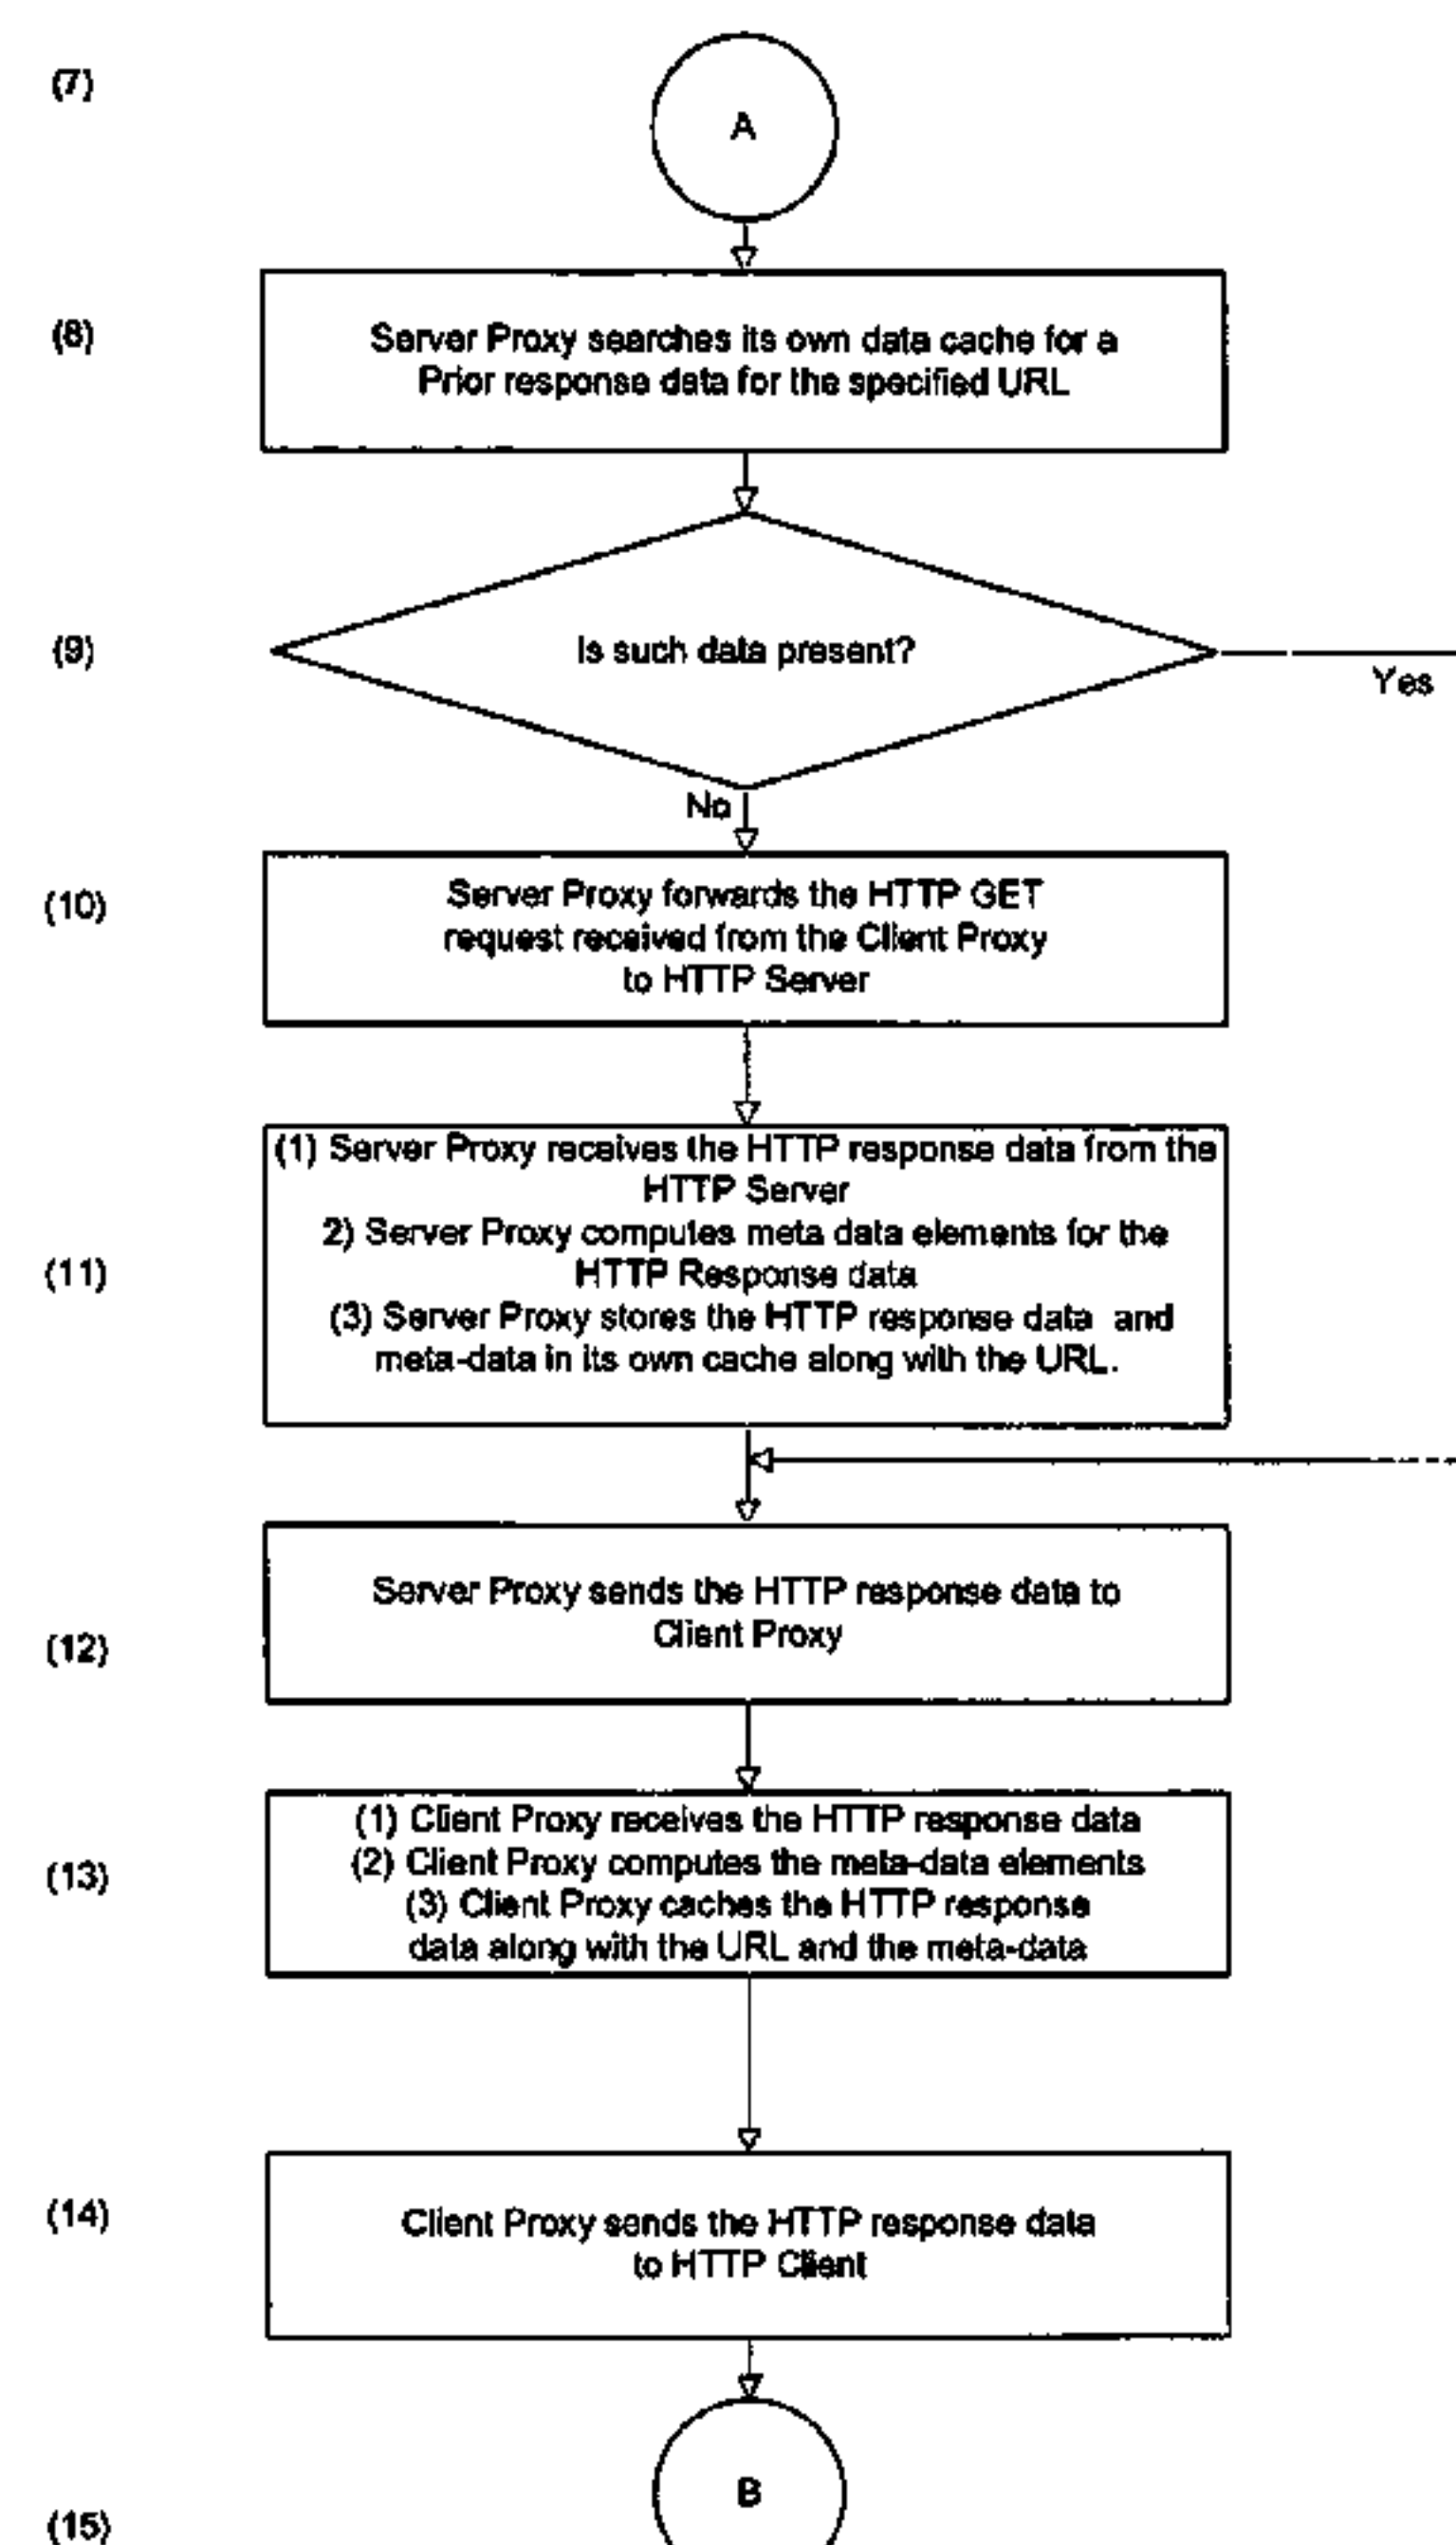 (7)
A
(8)
Server Proxy searches its own data cache for a
Prior response data for the specified URL
(9)
Is such data present?
Yes
No
(10)
Server Proxy forwards the HTTP GET
request received from the Client Proxy
to HTTP Server
(11)
(1) Server Proxy receives the HTTP response data from the
HTTP Server
2) Server Proxy computes meta data elements for the
HTTP Response data
(3) Server Proxy stores the HTTP response data and
meta-data in its own cache along with the URL.
(12)
Server Proxy sends the HTTP response data to
Client Proxy
(13)
(1) Client Proxy receives the HTTP response data
(2) Client Proxy computes the meta-data elements
(3) Client Proxy caches the HTTP response
data along with the URL and the meta-data
(14)
Client Proxy sends the HTTP response data
to HTTP Client
B
(15)